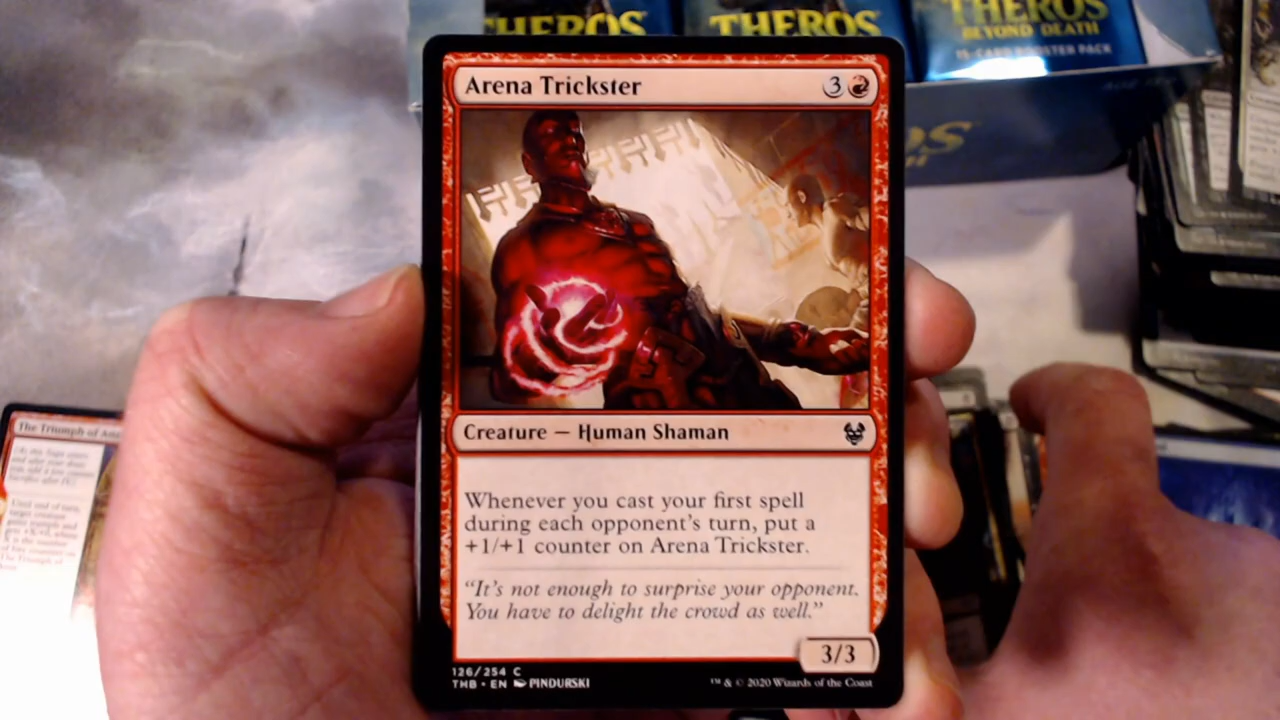 THEROS
THEROS
THEROS
BEYOND DEATH
15-CARD BOOSTER PACK
Arena Trickster 3
Creature — Human Shaman
Whenever you cast your first spell
during each opponent's turn, put a
+1/+1 counter on Arena Trickster.
"It's not enough to surprise your opponent.
You have to delight the crowd as well."
3/3
126/254 C
THB • EN PINDURSKI
™ & © 2020 Wizards of the Coast
The Triumph of